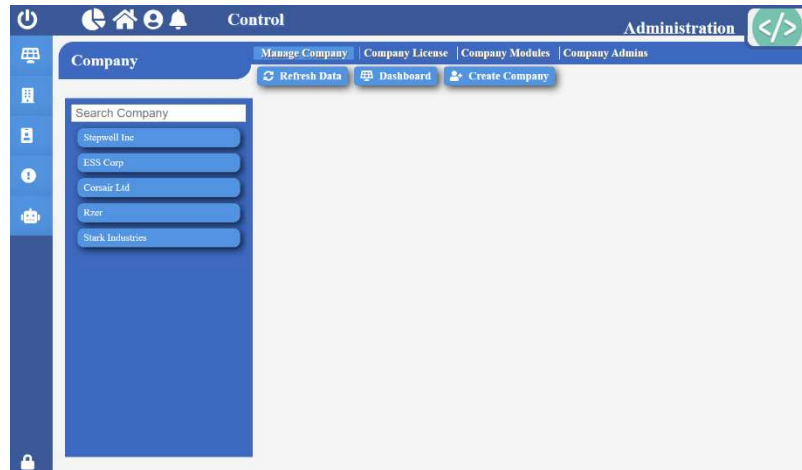 Control
Administration
</>
Company
Manage Company
Company License
Company Modules
Company Admins
Refresh Data
Dashboard
Create Company
Search Company
Stepwell Inc
ESS Corp
Corsair Ltd
Rzer
Stark Industries